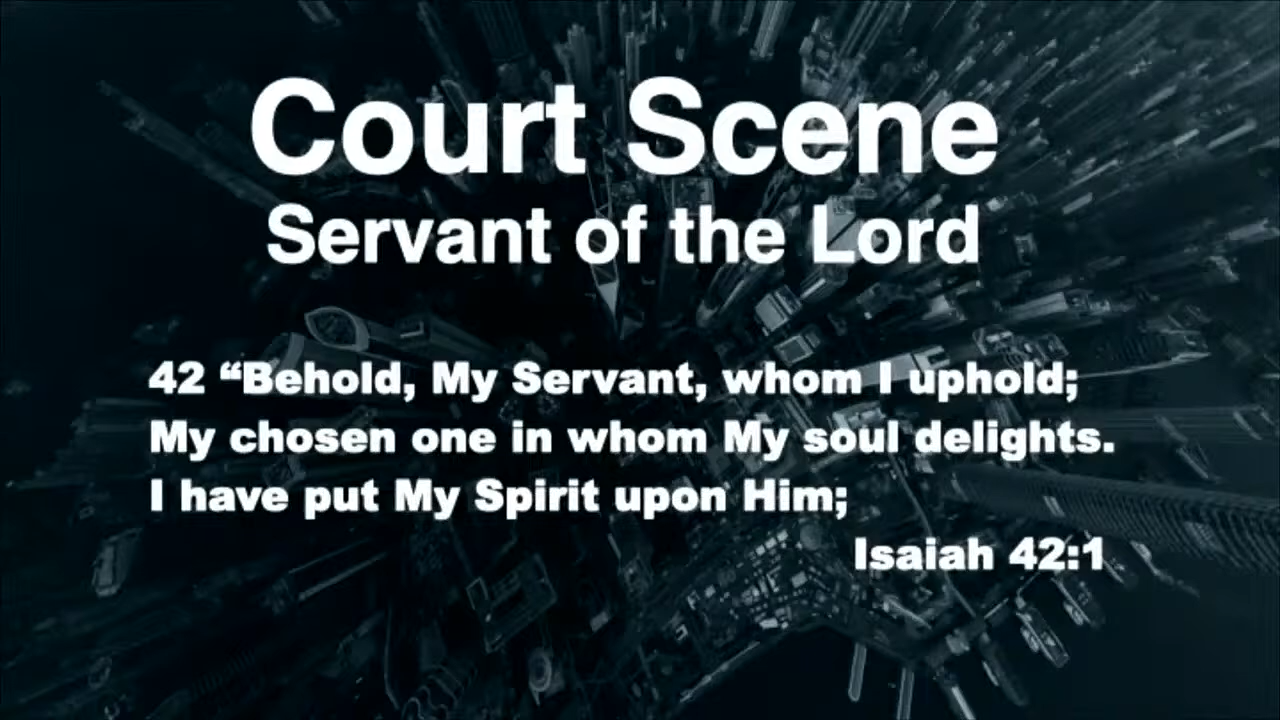 Court Scene
Servant of the Lord
42 “Behold, My Servant, whom I uphold;
My chosen one in whom My soul delights.
I have put My Spirit upon Him;
Isaiah 42:1